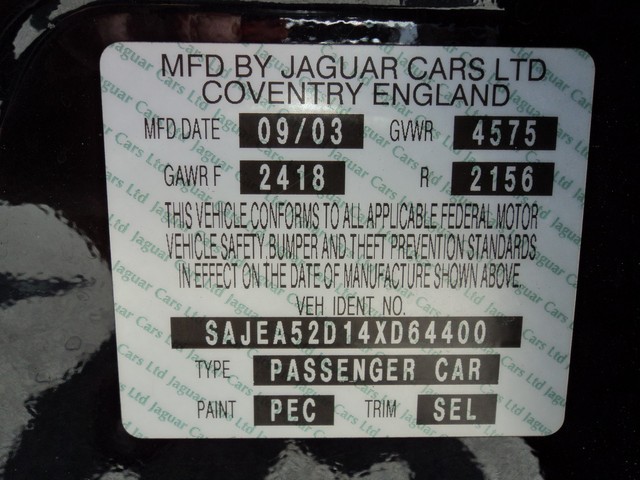 MFD BY JAGUAR CARS LTD
COVENTRY ENGLAND
MFD DATE 09/03 GVWR 4575
GAWR F 2418 R 2156
THIS VEHICLE CONFORMS TO ALL APPLICABLE FEDERAL MOTOR
VEHICLE SAFETY, BUMPER AND THEFT PREVENTION STANDARDS
IN EFFECT ON THE DATE OF MANUFACTURE SHOWN ABOVE
VEH IDENT NO.
SAJEA52D14XD64400
TYPE PASSENGER CAR
PAINT PEC TRIM SEL